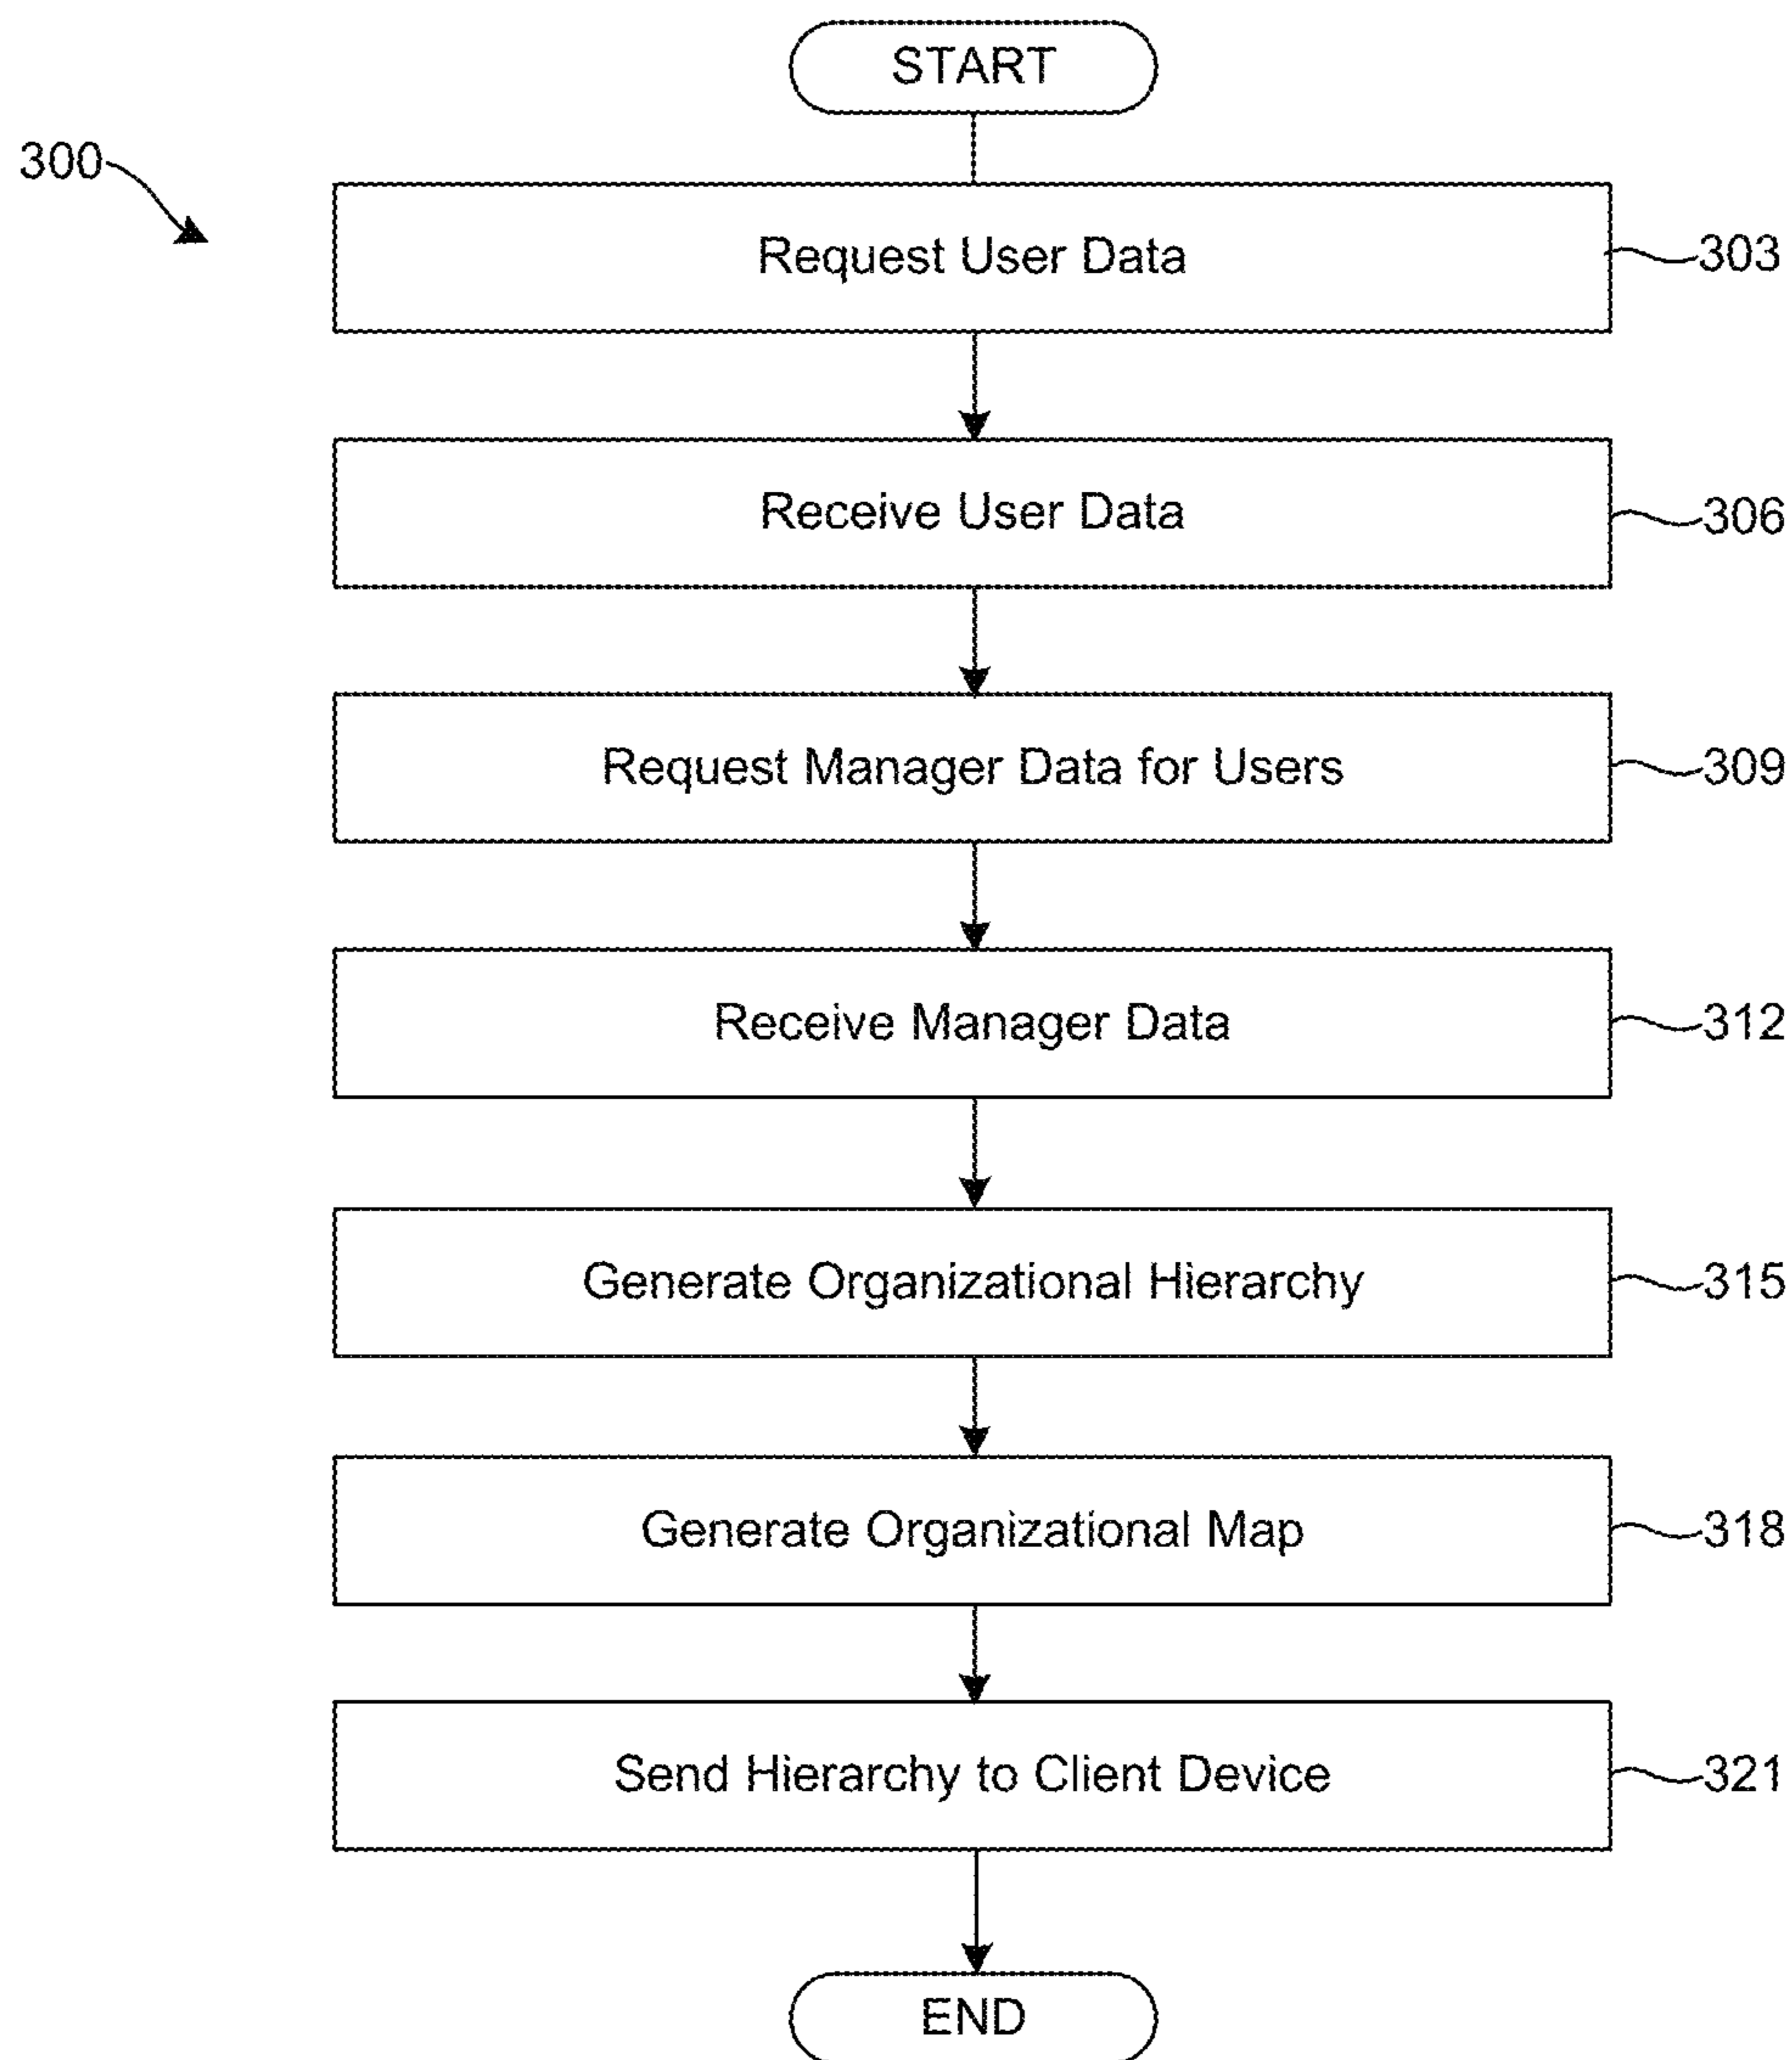 START
300
Request User Data
303
Receive User Data
306
Request Manager Data for Users
309
Receive Manager Data
312
Generate Organizational Hierarchy
315
Generate Organizational Map
318
Send Hierarchy to Client Device
321
END